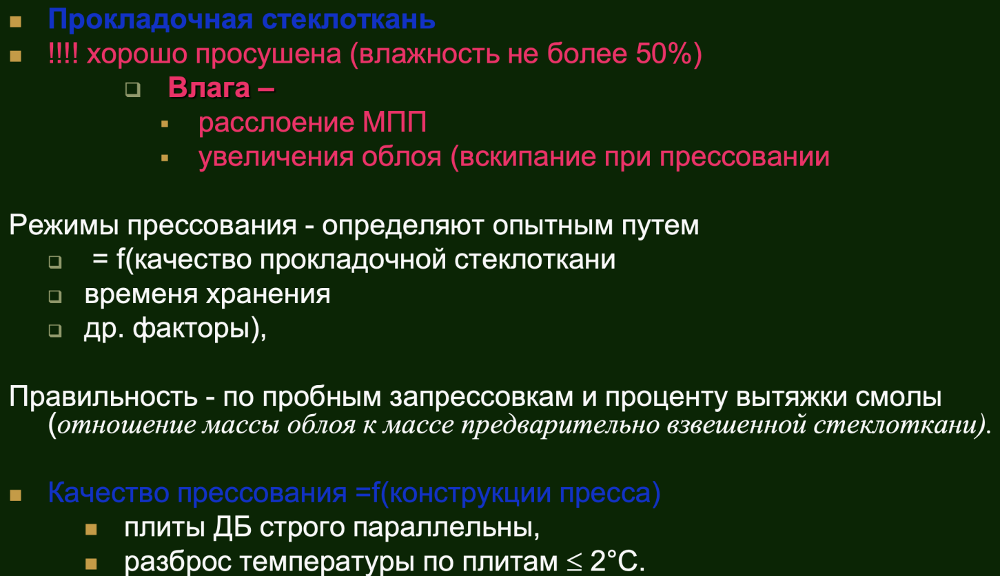 Прокладочная стеклоткань
!!!! хорошо просушена (влажность не более 50%)
Влага –
расслоение МПП
увеличения облоя (вскипание при прессовании
Режимы прессования - определяют опытным путем
= f(качество прокладочной стеклоткани
временя хранения
др. факторы),
Правильность - по пробным запрессовкам и проценту вытяжки смолы
(отношение массы облоя к массе предварительно взвешенной стеклоткани).
Качество прессования =f(конструкции пресса)
плиты ДБ строго параллельны,
разброс температуры по плитам ≤ 2°С.